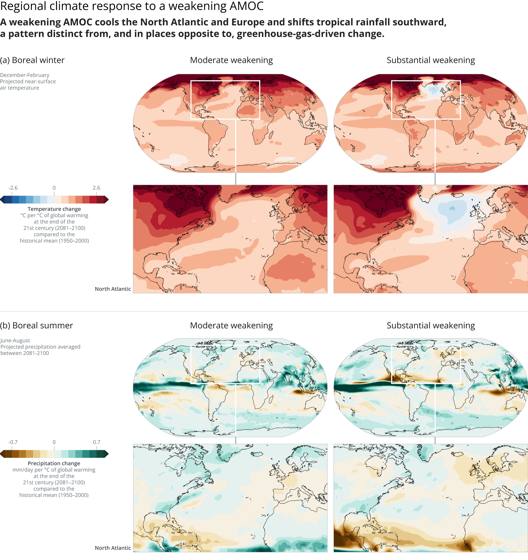 Regional climate response to a weakening AMOC
A weakening AMOC cools the North Atlantic and Europe and shifts tropical rainfall southward,
a pattern distinct from, and in places opposite to, greenhouse-gas-driven change.
(a) Boreal winter
Moderate weakening
Substantial weakening
December-February
Projected near-surface
air temperature
-2.6
0
2.6
Temperature change
°C per °C of global warming
at the end of the
21st century (2081–2100)
compared to the
historical mean (1950–2000)
North Atlantic
(b) Boreal summer
Moderate weakening
Substantial weakening
June-August
Projected precipitation averaged
between 2081-2100
-0.7
0
0.7
Precipitation change
mm/day per °C of global warming
at the end of the
21st century (2081–2100)
compared to the
historical mean (1950–2000)
North Atlantic